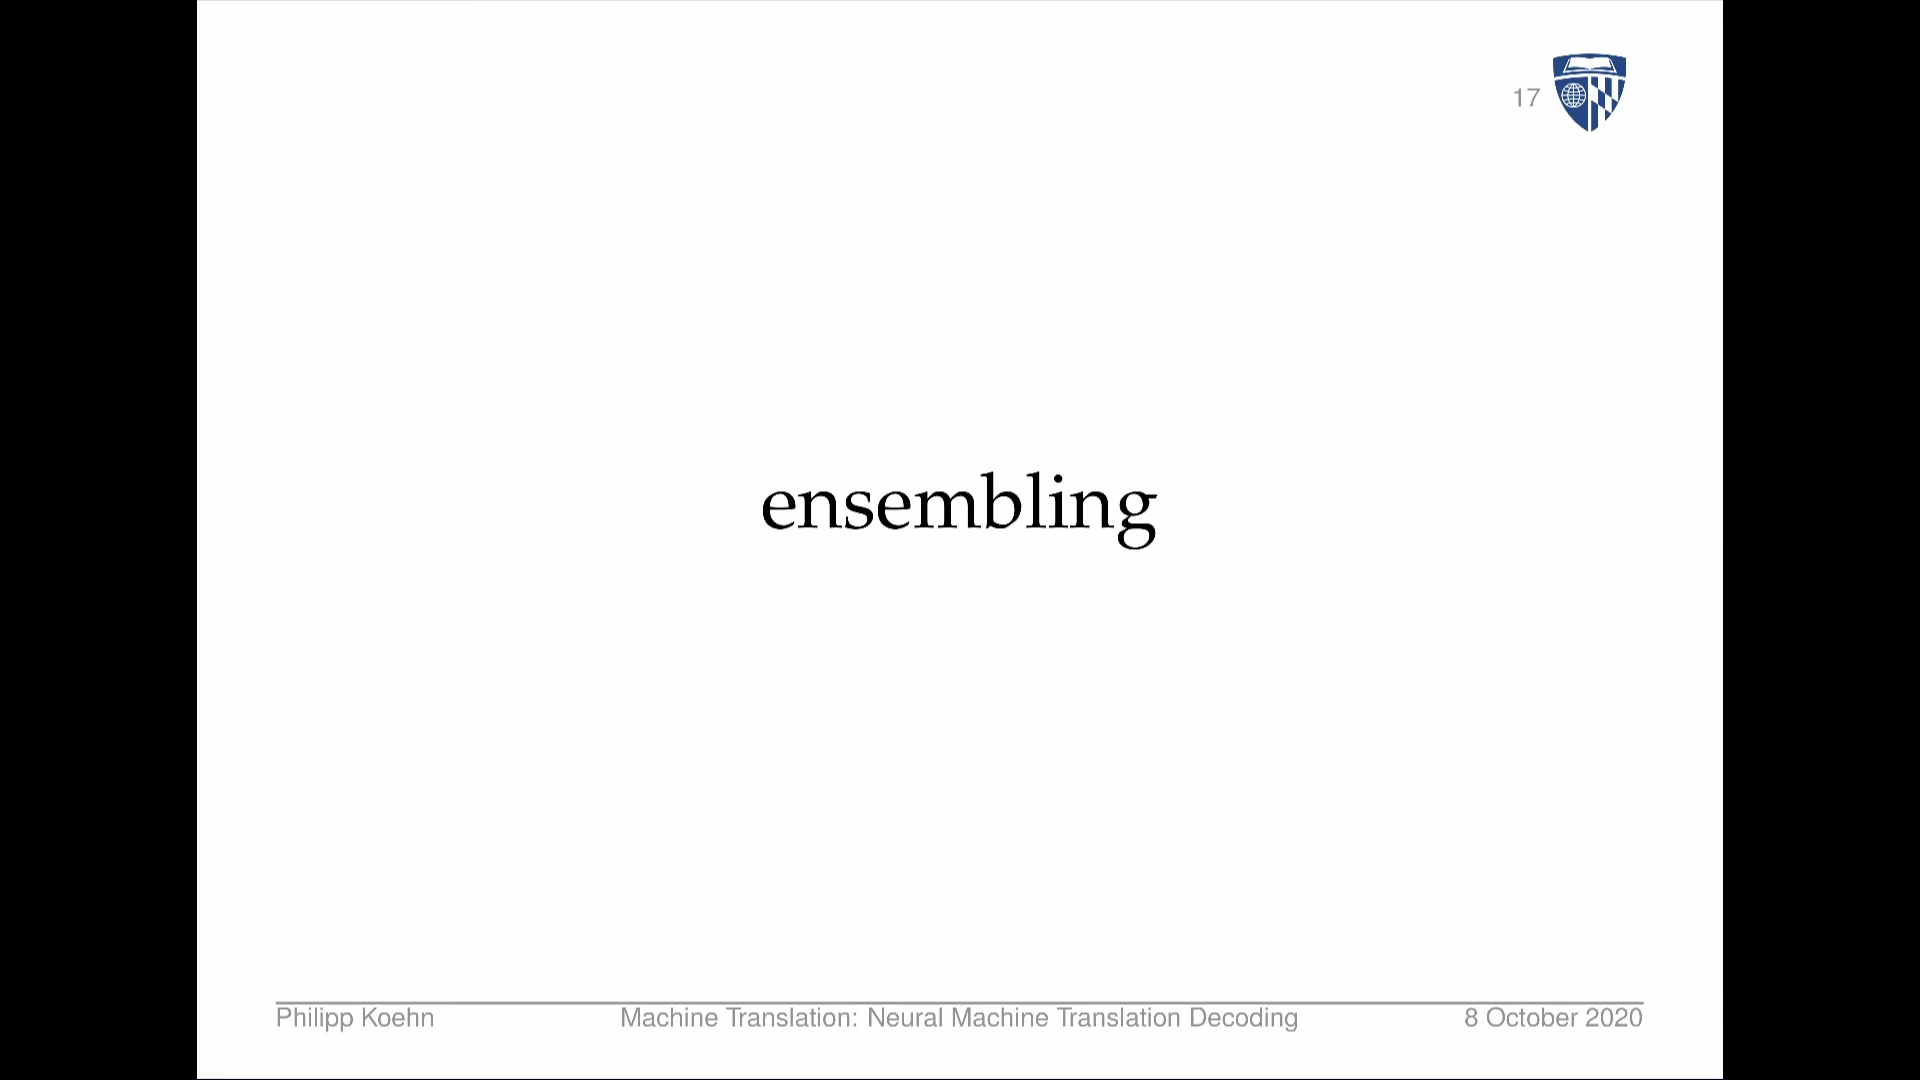 17
ensembling
Philipp Koehn
Machine Translation: Neural Machine Translation Decoding
8 October 2020